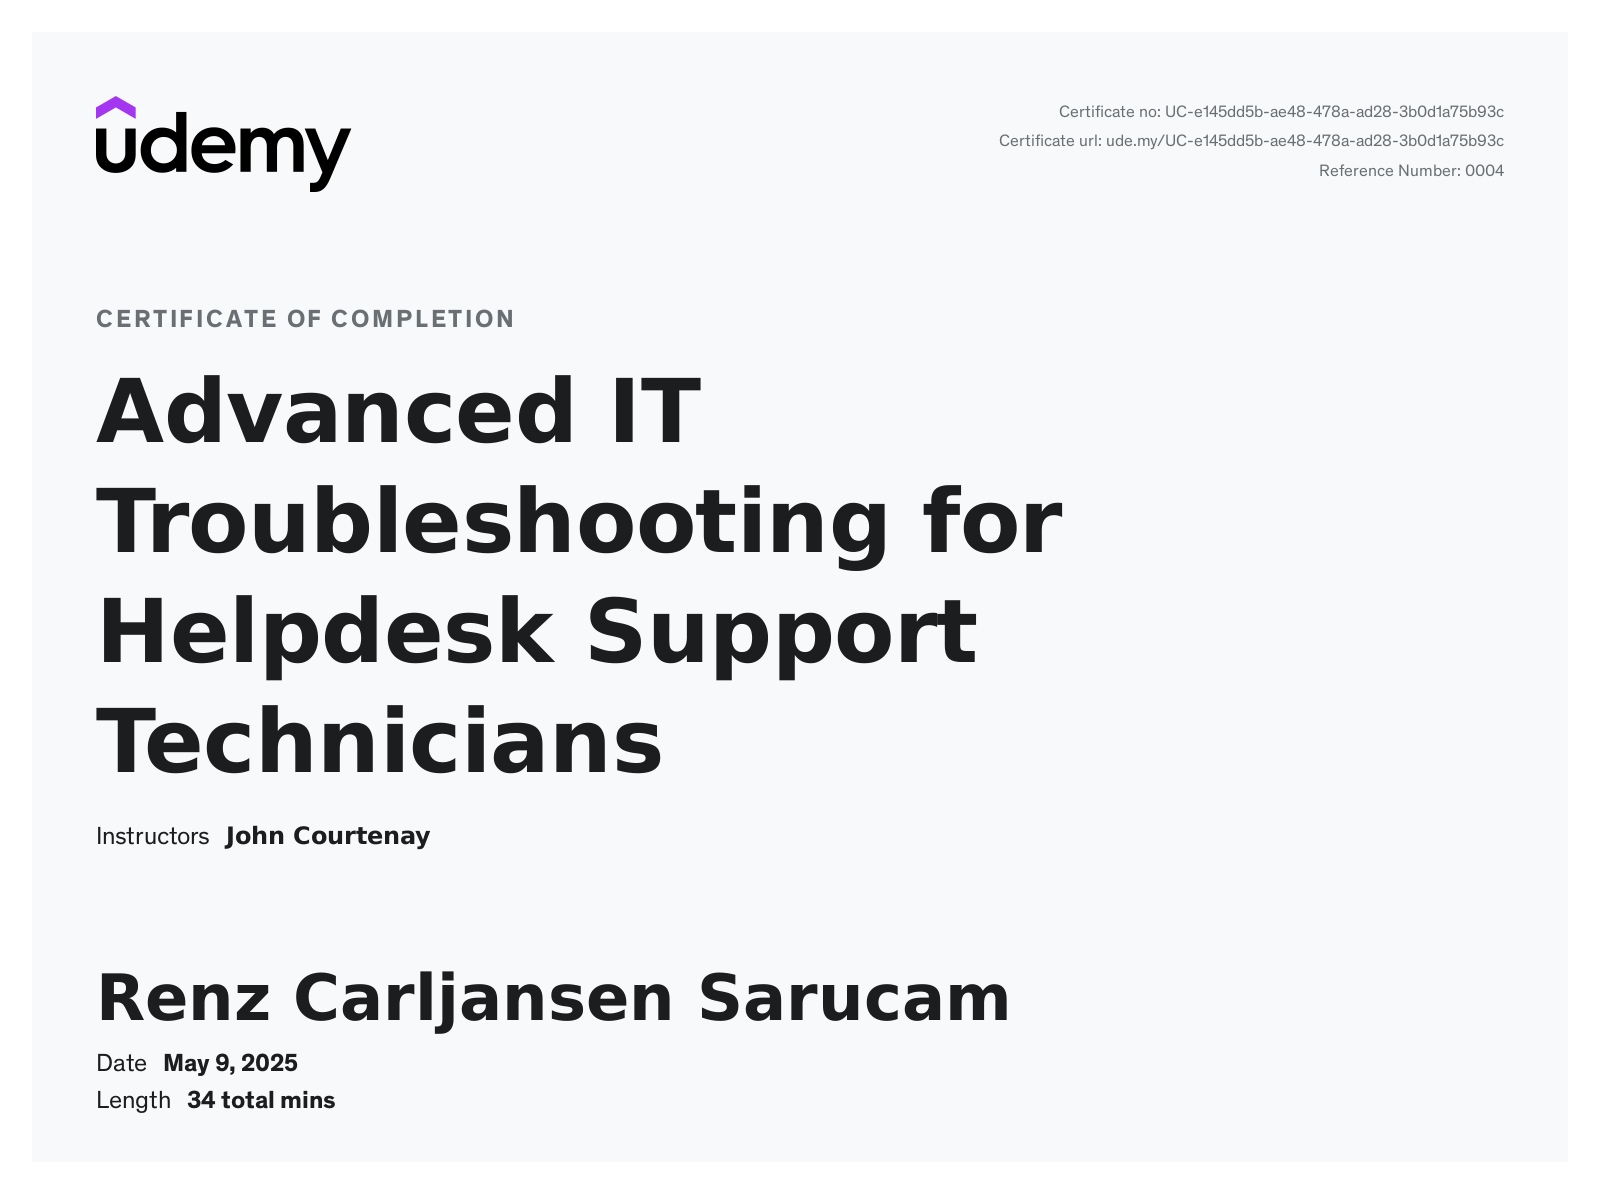 udemy
Certificate no: UC-e145dd5b-ae48-478a-ad28-3b0d1a75b93c
Certificate url: ude.my/UC-e145dd5b-ae48-478a-ad28-3b0d1a75b93c
Reference Number: 0004
CERTIFICATE OF COMPLETION
Advanced IT
Troubleshooting for
Helpdesk Support
Technicians
Instructors John Courtenay
Renz Carljansen Sarucam
Date May 9, 2025
Length 34 total mins